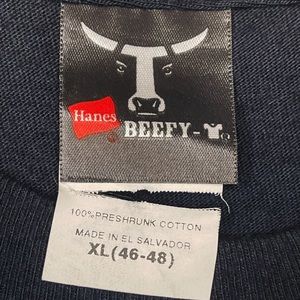 Hanes
BEEFY-
100% PRESHRUNK COTTON
MADE IN EL SALVADOR
XL(46-48)